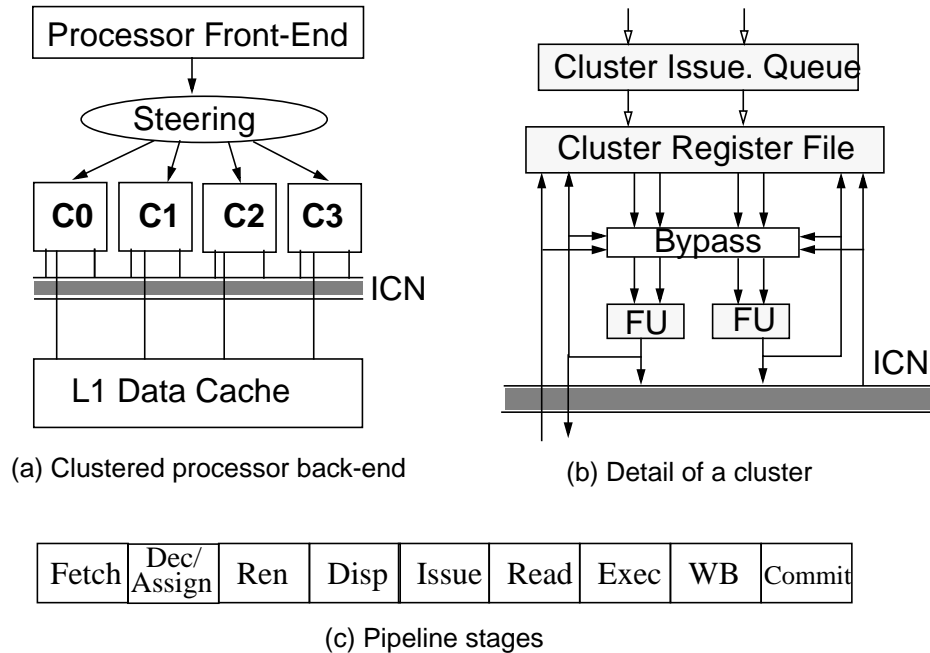 Processor Front-End
Steering
C0 C1 C2 C3
ICN
L1 Data Cache
(a) Clustered processor back-end
Cluster Issue. Queue
Cluster Register File
Bypass
FU FU
ICN
(b) Detail of a cluster
Fetch Dec/ Assign Ren Disp Issue Read Exec WB Commit
(c) Pipeline stages